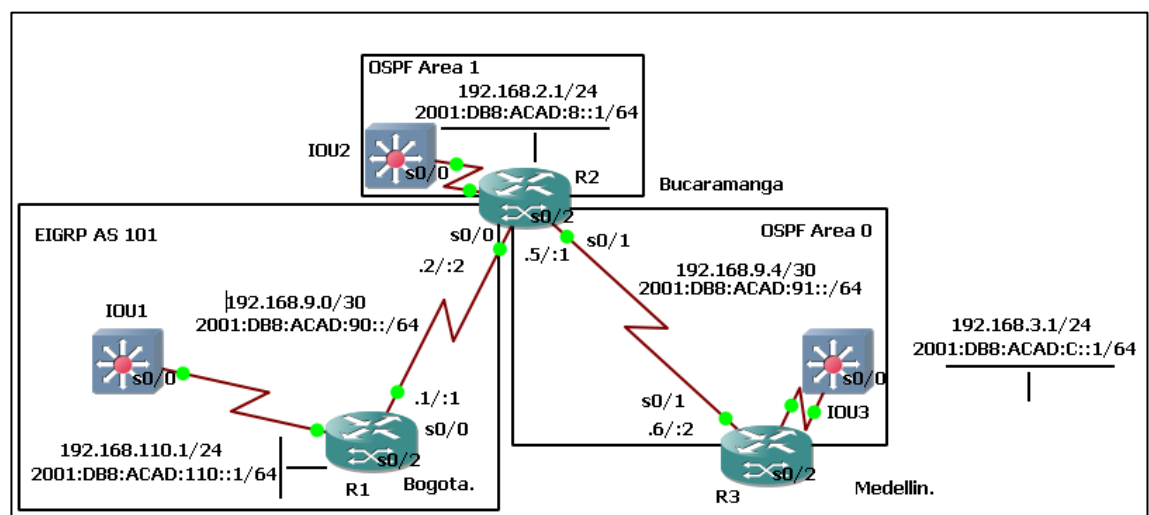 OSPF Area 1
192.168.2.1/24
2001:DB8:ACAD:8::1/64
IOU2
s0/0
R2
Bucaramanga
s0/2
EIGRP AS 101
s0/0
.2/:2
.5/:1
s0/1
OSPF Area 0
192.168.9.0/30
2001:DB8:ACAD:90::/64
192.168.9.4/30
2001:DB8:ACAD:91::/64
IOU1
s0/0
192.168.3.1/24
2001:DB8:ACAD:C::1/64
s0/0
IOU3
.1/:1
s0/0
s0/1
.6/:2
192.168.110.1/24
2001:DB8:ACAD:110::1/64
s0/2
R1
Bogota.
s0/2
R3
Medellin.